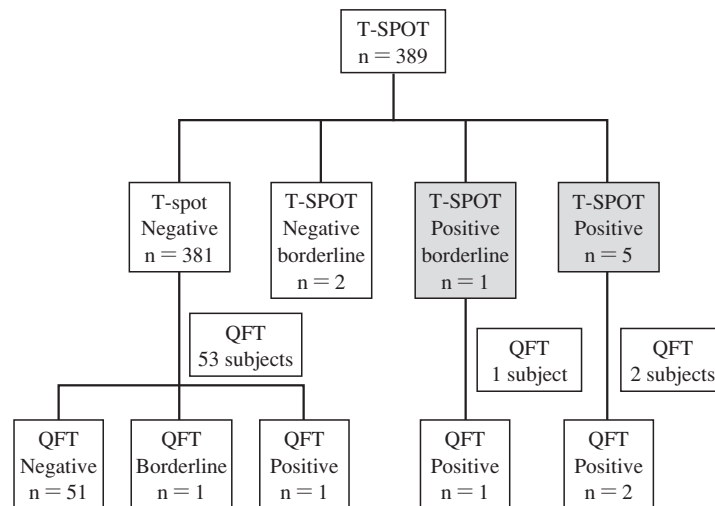 T-SPOT
n = 389
T-spot
Negative
n = 381
T-SPOT
Negative
borderline
n = 2
T-SPOT
Positive
borderline
n = 1
T-SPOT
Positive
n = 5
QFT
53 subjects
QFT
1 subject
QFT
2 subjects
QFT
Negative
n = 51
QFT
Borderline
n = 1
QFT
Positive
n = 1
QFT
Positive
n = 1
QFT
Positive
n = 2